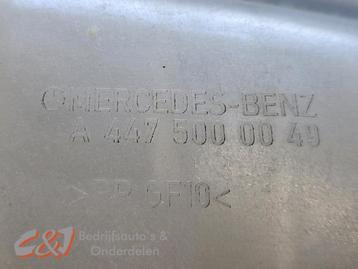 MERCEDES-BENZ
A 447 500 00 49
>PP GF10<
C&J
Bedrijfsauto's &
Onderdelen